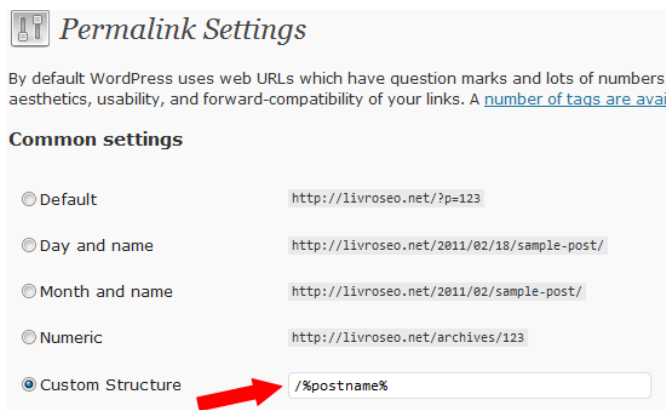 Permalink Settings
By default WordPress uses web URLs which have question marks and lots of numbers
aesthetics, usability, and forward-compatibility of your links. A number of tags are avai
Common settings
Default http://livroseo.net/?p=123
Day and name http://livroseo.net/2011/02/18/sample-post/
Month and name http://livroseo.net/2011/02/sample-post/
Numeric http://livroseo.net/archives/123
Custom Structure /%postname%